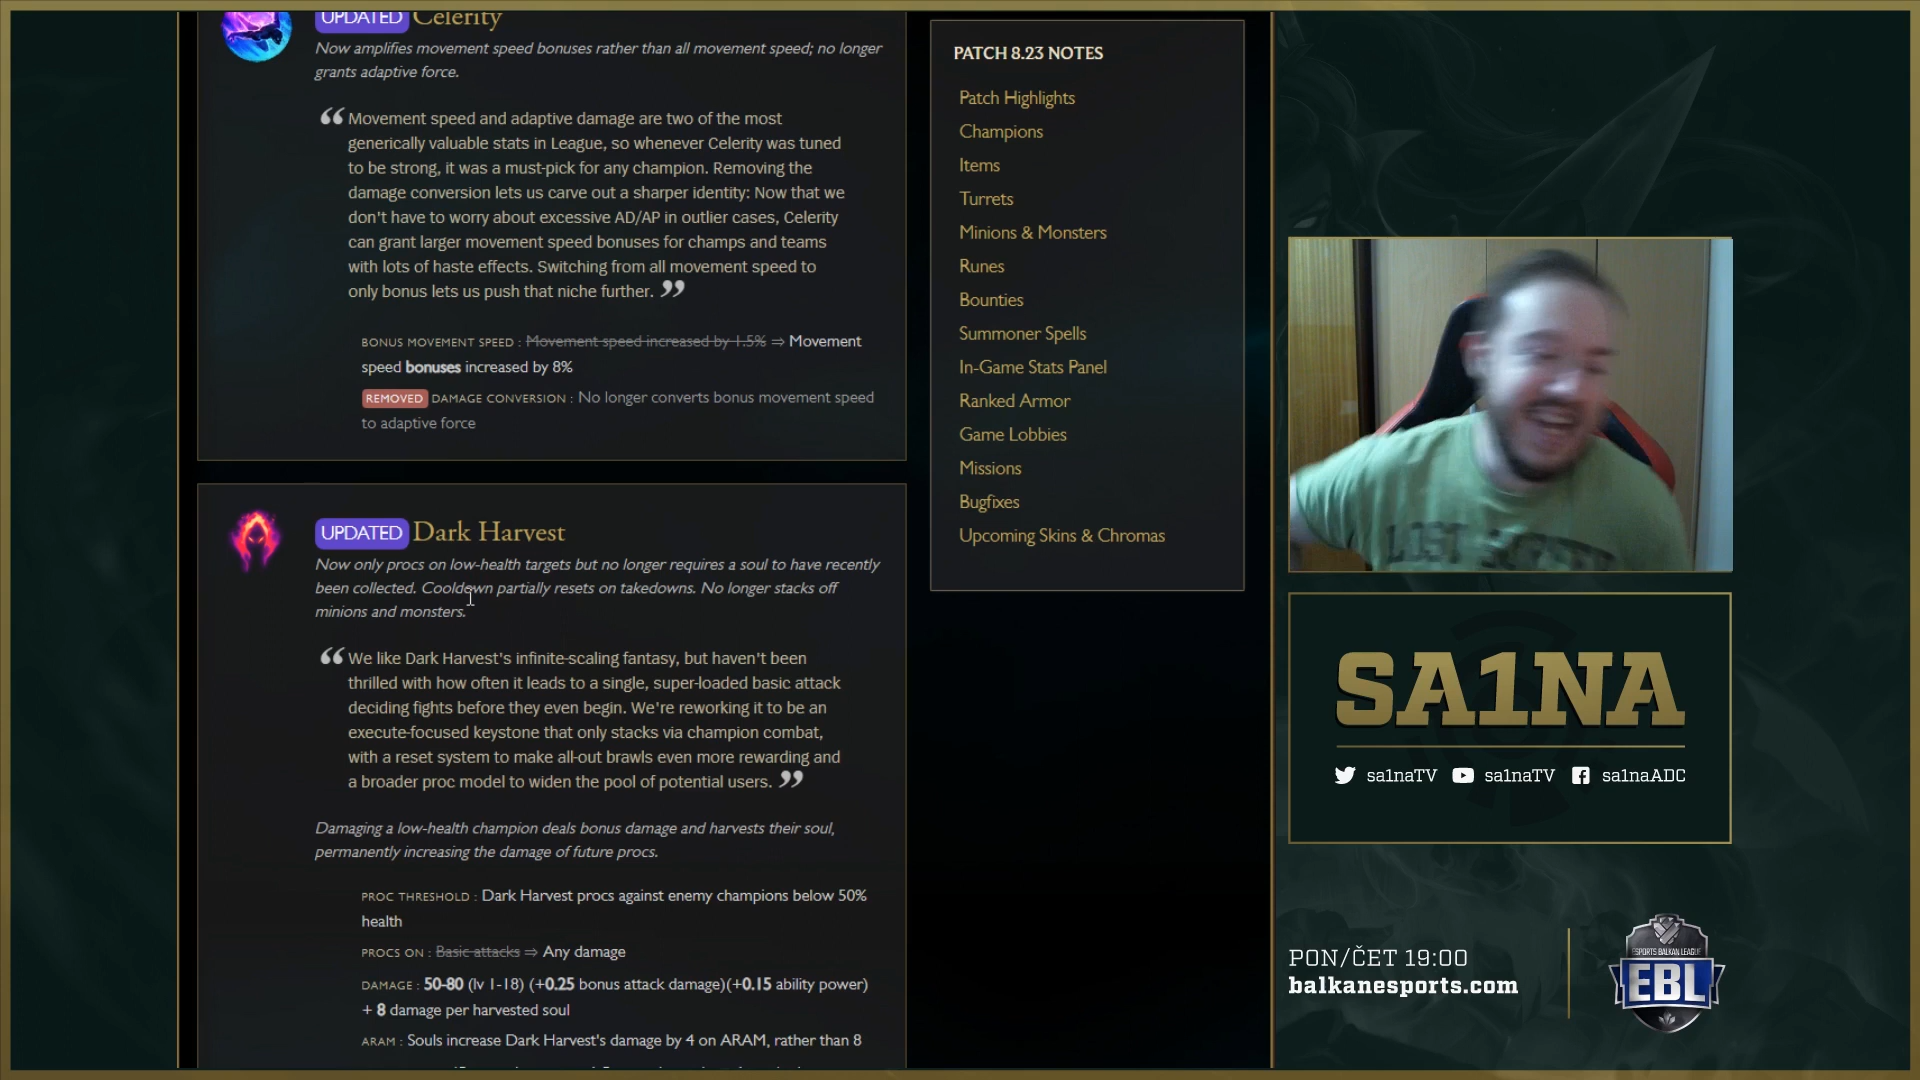 UPDATED Celerity
Now amplifies movement speed bonuses rather than all movement speed; no longer
grants adaptive force.
“ Movement speed and adaptive damage are two of the most
generically valuable stats in League, so whenever Celerity was tuned
to be strong, it was a must-pick for any champion. Removing the
damage conversion lets us carve out a sharper identity: Now that we
don't have to worry about excessive AD/AP in outlier cases, Celerity
can grant larger movement speed bonuses for champs and teams
with lots of haste effects. Switching from all movement speed to
only bonus lets us push that niche further. ”
BONUS MOVEMENT SPEED : Movement speed increased by 1.5% ⇒ Movement
speed bonuses increased by 8%
REMOVED DAMAGE CONVERSION : No longer converts bonus movement speed
to adaptive force
UPDATED Dark Harvest
Now only procs on low-health targets but no longer requires a soul to have recently
been collected. Cooldown partially resets on takedowns. No longer stacks off
minions and monsters.
“ We like Dark Harvest's infinite-scaling fantasy, but haven't been
thrilled with how often it leads to a single, super-loaded basic attack
deciding fights before they even begin. We're reworking it to be an
execute-focused keystone that only stacks via champion combat,
with a reset system to make all-out brawls even more rewarding and
a broader proc model to widen the pool of potential users. ”
Damaging a low-health champion deals bonus damage and harvests their soul,
permanently increasing the damage of future procs.
PROC THRESHOLD : Dark Harvest procs against enemy champions below 50%
health
PROCS ON : Basic attacks ⇒ Any damage
DAMAGE : 50-80 (lv 1-18) (+0.25 bonus attack damage)(+0.15 ability power)
+ 8 damage per harvested soul
ARAM : Souls increase Dark Harvest's damage by 4 on ARAM, rather than 8
PATCH 8.23 NOTES
Patch Highlights
Champions
Items
Turrets
Minions & Monsters
Runes
Bounties
Summoner Spells
In-Game Stats Panel
Ranked Armor
Game Lobbies
Missions
Bugfixes
Upcoming Skins & Chromas
LOST
SA1NA
sa1naTV sa1naTV sa1naADC
PON/ČET 19:00
balkanesports.com
ESPORTS BALKAN LEAGUE
EBL